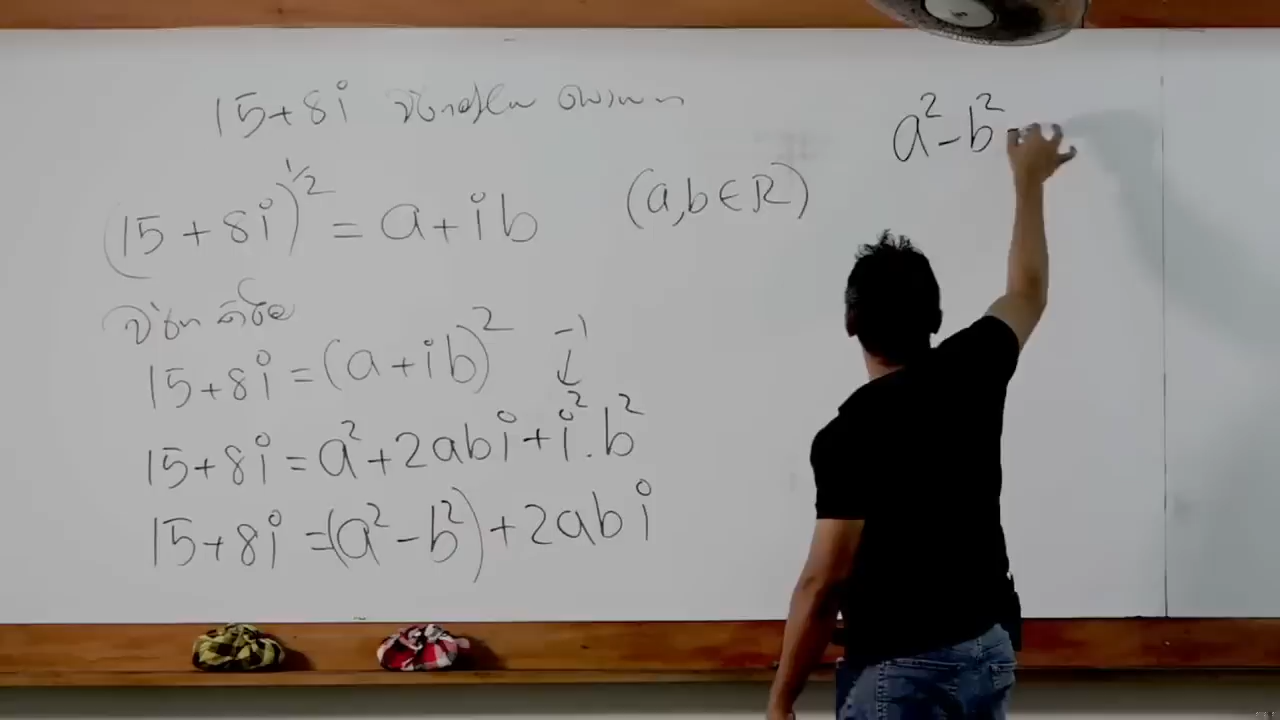 15+8i
(15+8i)^½ = a+ib (a,b∈ℝ)
15+8i = (a+ib)²
-1
↓
15+8i = a²+2abi+i².b²
15+8i =(a²-b²)+2abi
a²-b²